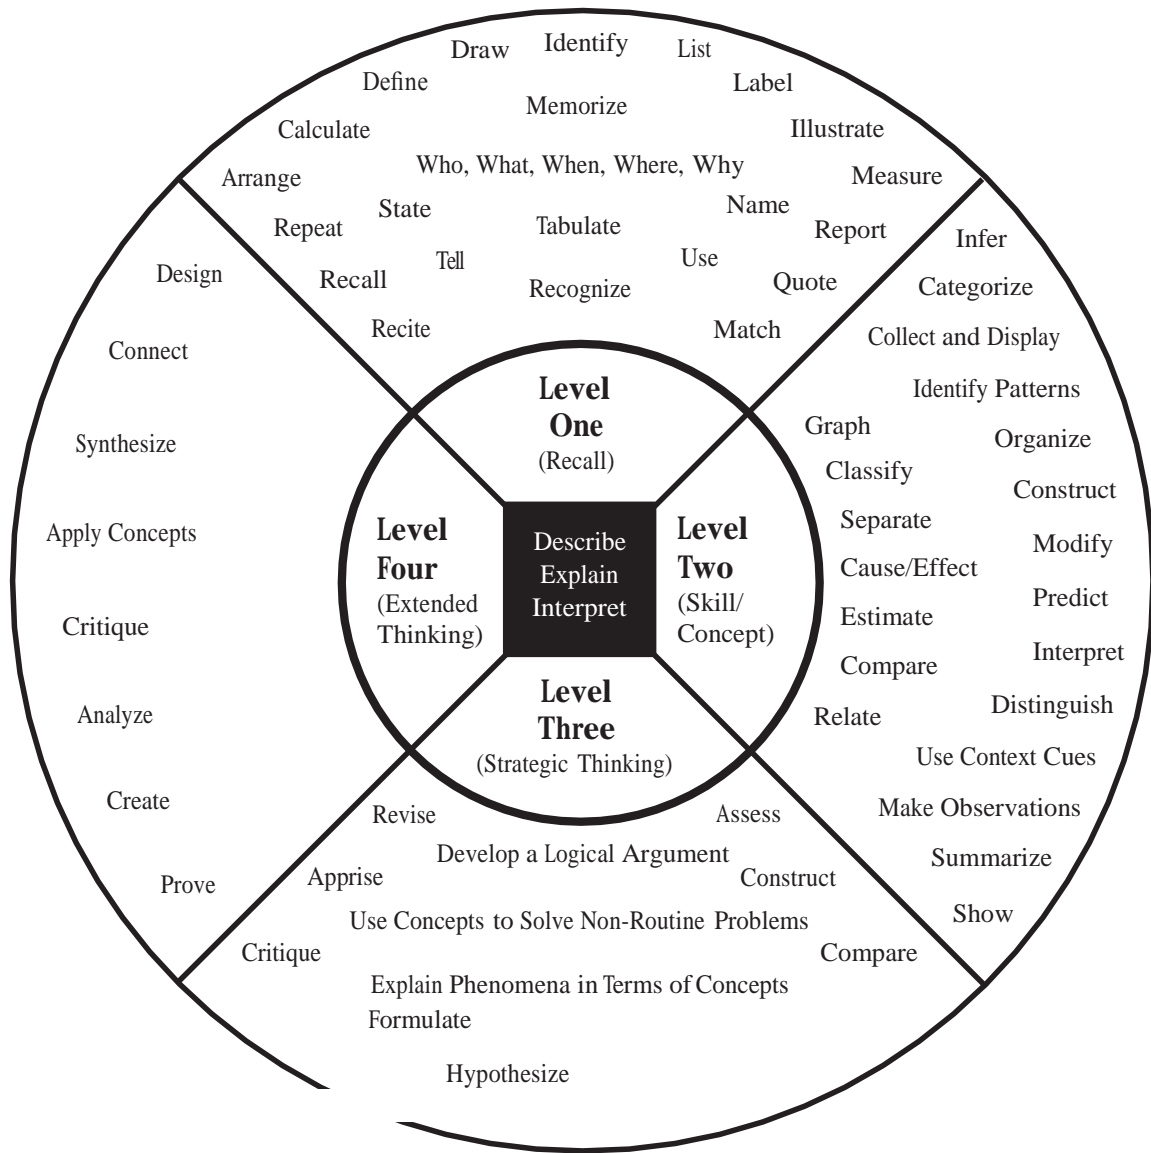 Draw
Identify
List
Define
Label
Memorize
Calculate
Illustrate
Who, What, When, Where, Why
Arrange
Measure
State
Name
Repeat
Tabulate
Report
Tell
Use
Recall
Recognize
Quote
Recite
Match
Level
One
(Recall)
Infer
Categorize
Collect and Display
Identify Patterns
Graph
Organize
Classify
Construct
Separate
Modify
Cause/Effect
Predict
Estimate
Interpret
Compare
Distinguish
Relate
Use Context Cues
Make Observations
Summarize
Show
Level
Two
(Skill/
Concept)
Describe
Explain
Interpret
Level
Four
(Extended
Thinking)
Design
Connect
Synthesize
Apply Concepts
Critique
Analyze
Create
Prove
Level
Three
(Strategic Thinking)
Revise
Assess
Develop a Logical Argument
Apprise
Construct
Use Concepts to Solve Non-Routine Problems
Critique
Compare
Explain Phenomena in Terms of Concepts
Formulate
Hypothesize